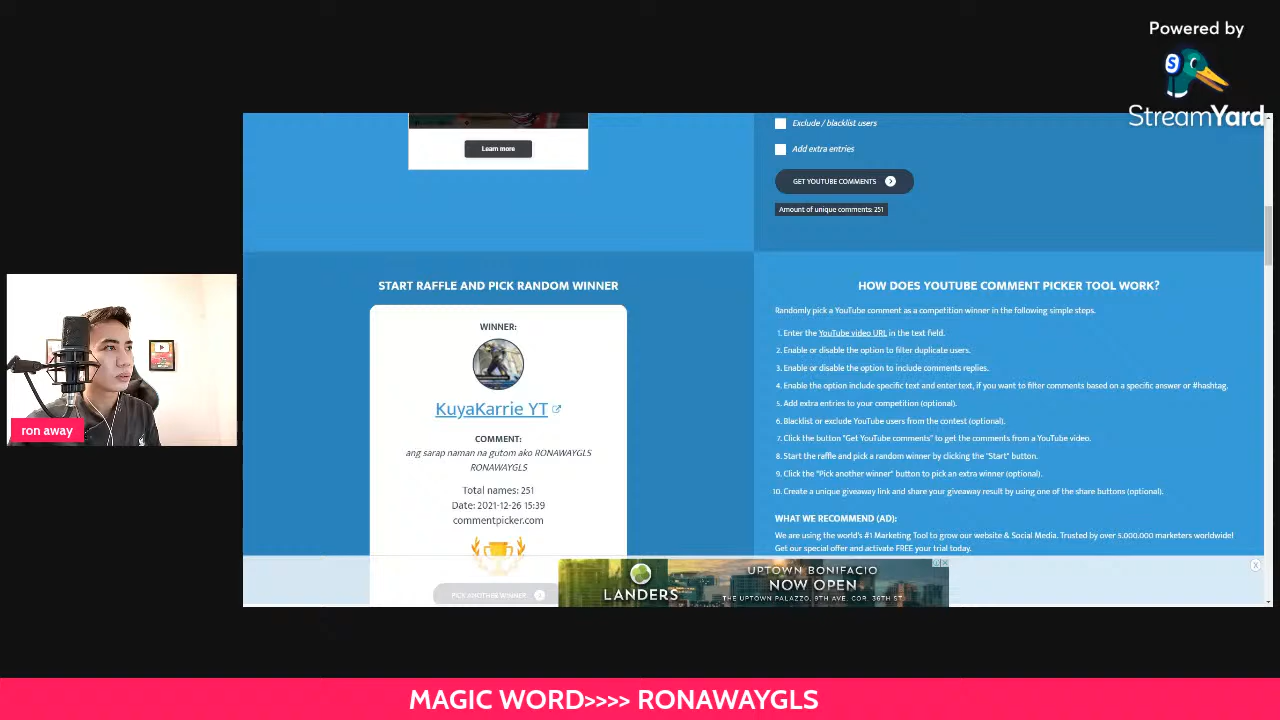 Powered by
StreamYard
Exclude / blacklist users
Add extra entries
Learn more
GET YOUTUBE COMMENTS
Amount of unique comments: 251
START RAFFLE AND PICK RANDOM WINNER
WINNER:
KuyaKarrie YT
COMMENT:
ang sarap naman na gutom ako RONAWAYGLS
RONAWAYGLS
Total names: 251
Date: 2021-12-26 15:39
commentpicker.com
PICK ANOTHER WINNER
HOW DOES YOUTUBE COMMENT PICKER TOOL WORK?
Randomly pick a YouTube comment as a competition winner in the following simple steps.
1. Enter the YouTube video URL in the text field.
2. Enable or disable the option to filter duplicate users.
3. Enable or disable the option to include comments replies.
4. Enable the option include specific text and enter text, if you want to filter comments based on a specific answer or #hashtag.
5. Add extra entries to your competition (optional).
6. Blacklist or exclude YouTube users from the contest (optional).
7. Click the button "Get YouTube comments" to get the comments from a YouTube video.
8. Start the raffle and pick a random winner by clicking the "Start" button.
9. Click the "Pick another winner" button to pick an extra winner (optional).
10. Create a unique giveaway link and share your giveaway result by using one of the share buttons (optional).
WHAT WE RECOMMEND (AD):
We are using the world's #1 Marketing Tool to grow our website & Social Media. Trusted by over 5.000.000 marketers worldwide!
Get our special offer and activate FREE your trial today.
LANDERS
UPTOWN BONIFACIO
NOW OPEN
THE UPTOWN PALAZZO, 9TH AVE, COR. 36TH ST
ron away
MAGIC WORD>>>> RONAWAYGLS